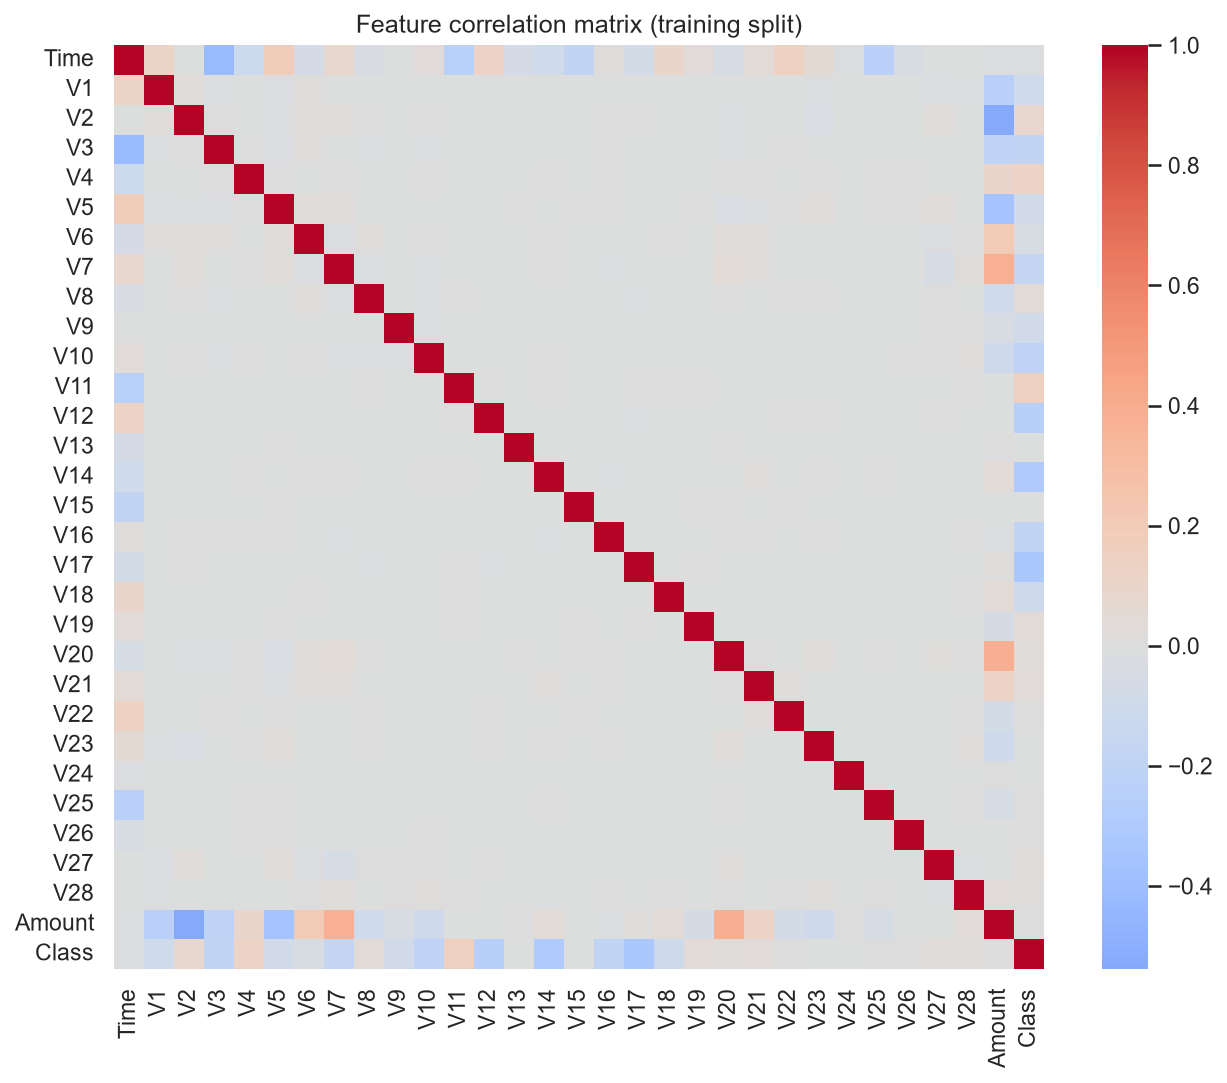 Feature correlation matrix (training split)
Time
V1
V2
V3
V4
V5
V6
V7
V8
V9
V10
V11
V12
V13
V14
V15
V16
V17
V18
V19
V20
V21
V22
V23
V24
V25
V26
V27
V28
Amount
Class
Time V1 V2 V3 V4 V5 V6 V7 V8 V9 V10 V11 V12 V13 V14 V15 V16 V17 V18 V19 V20 V21 V22 V23 V24 V25 V26 V27 V28 Amount Class
1.0
0.8
0.6
0.4
0.2
0.0
−0.2
−0.4